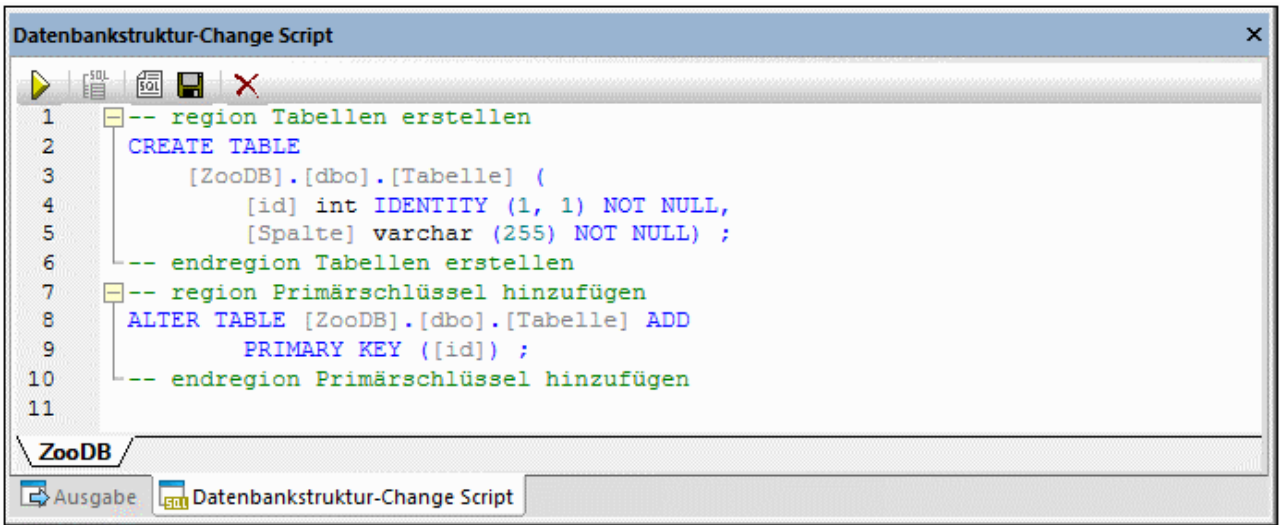 Datenbankstruktur-Change Script
1 -- region Tabellen erstellen
2 CREATE TABLE
3 [ZooDB].[dbo].[Tabelle] (
4 [id] int IDENTITY (1, 1) NOT NULL,
5 [Spalte] varchar (255) NOT NULL) ;
6 -- endregion Tabellen erstellen
7 -- region Primärschlüssel hinzufügen
8 ALTER TABLE [ZooDB].[dbo].[Tabelle] ADD
9 PRIMARY KEY ([id]) ;
10 -- endregion Primärschlüssel hinzufügen
11
ZooDB
Ausgabe Datenbankstruktur-Change Script